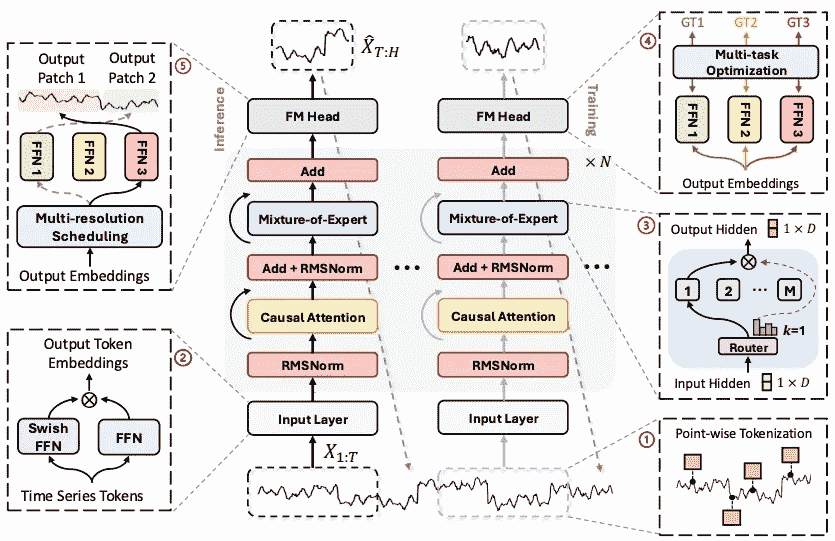 Output
Patch 1
Output
Patch 2
⑤
FFN 1
FFN 2
FFN 3
Multi-resolution
Scheduling
Output Embeddings
Output Token
Embeddings
②
Swish
FFN
FFN
Time Series Tokens
X̂_{T:H}
Inference
FM Head
Add
Mixture-of-Expert
Add + RMSNorm
Causal Attention
RMSNorm
Input Layer
X_{1:T}
•••
Training
FM Head
× N
Add
Mixture-of-Expert
Add + RMSNorm
•••
Causal Attention
RMSNorm
Input Layer
GT1 GT2 GT3
④
Multi-task
Optimization
FFN 1
FFN 2
FFN 3
Output Embeddings
③
Output Hidden 1 × D
1 2 ··· M
k=1
Router
Input Hidden 1 × D
①
Point-wise Tokenization